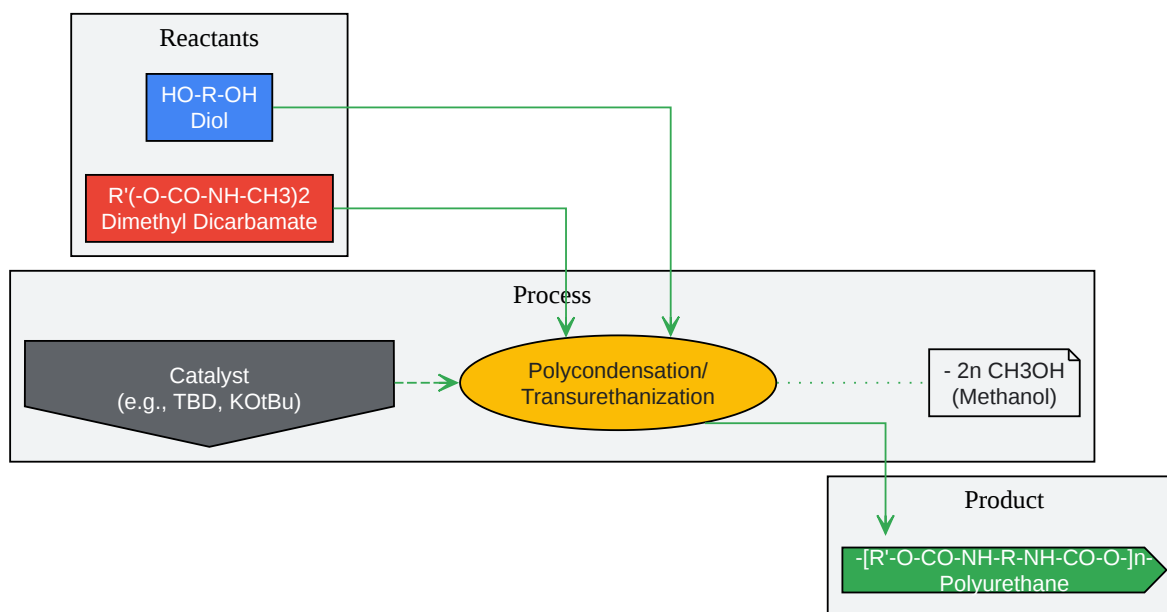 Reactants
HO-R-OH
Diol
R'(-O-CO-NH-CH3)2
Dimethyl Dicarbamate
Process
Catalyst
(e.g., TBD, KOtBu)
Polycondensation/
Transurethanization
- 2n CH3OH
(Methanol)
Product
-[R'-O-CO-NH-R-NH-CO-O-]n-
Polyurethane